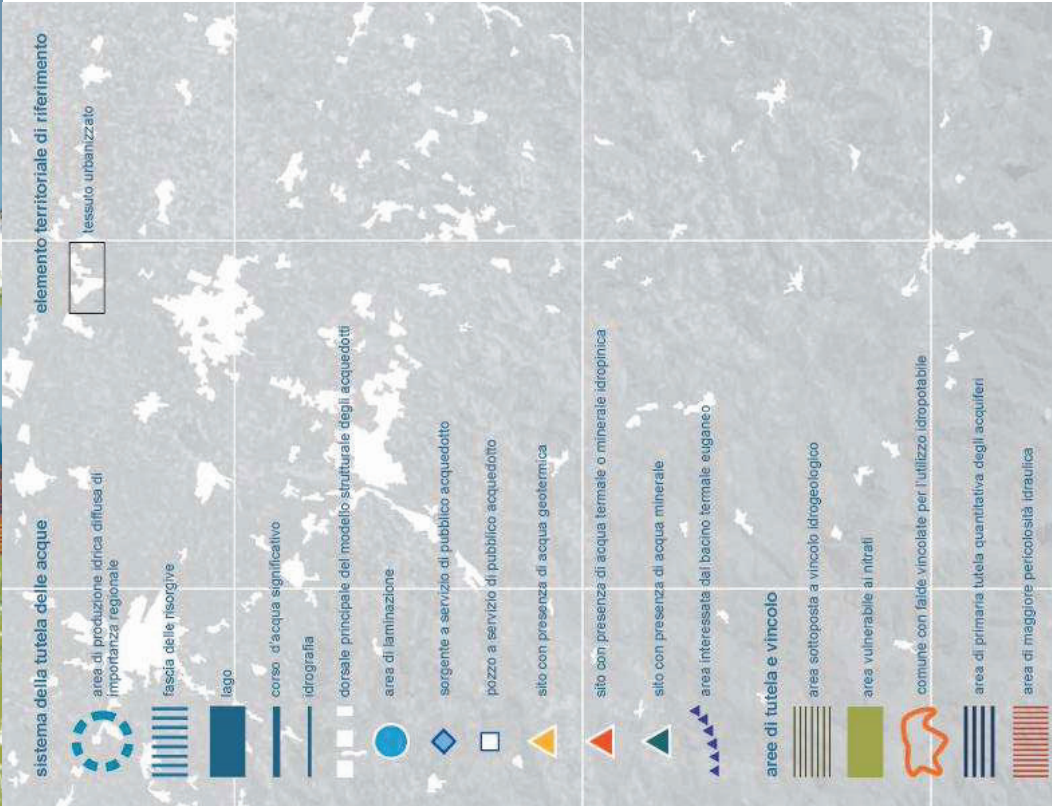 sistema della tutela delle acque
area di produzione idrica diffusa di
importanza regionale
fascia delle risorgive
lago
corso d'acqua significativo
idrografia
dorsale principale del modello strutturale degli acquedotti
area di laminazione
sorgente a servizio di pubblico acquedotto
pozzo a servizio di pubblico acquedotto
sito con presenza di acqua geotermica
sito con presenza di acqua termale o minerale idropinica
sito con presenza di acqua minerale
area interessata dal bacino termale euganeo
aree di tutela e vincolo
area sottoposta a vincolo idrogeologico
area vulnerabile ai nitrati
comune con falde vincolate per l'utilizzo idropotabile
area di primaria tutela quantitativa degli acquiferi
area di maggiore pericolosità idraulica
elemento territoriale di riferimento
tessuto urbanizzato